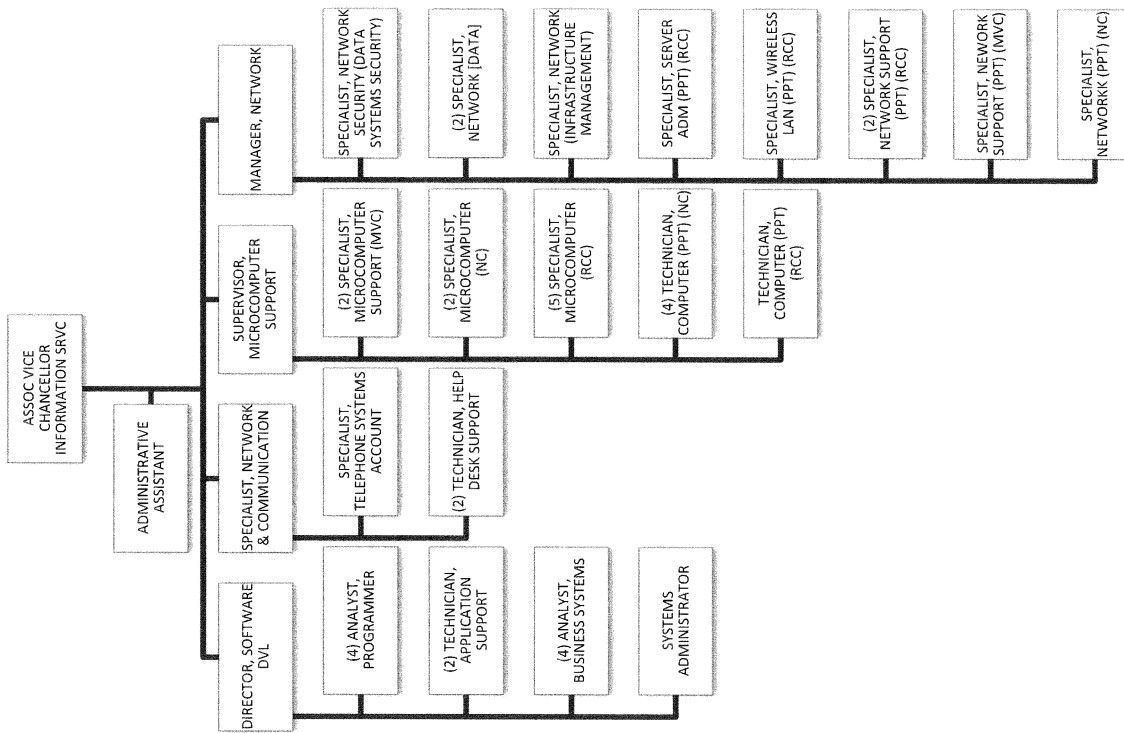 ASSOC VICE
CHANCELLOR
INFORMATION SRVC
ADMINISTRATIVE
ASSISTANT
DIRECTOR, SOFTWARE
DVL
(4) ANALYST,
PROGRAMMER
(2) TECHNICIAN,
APPLICATION
SUPPORT
(4) ANALYST,
BUSINESS SYSTEMS
SYSTEMS
ADMINISTRATOR
SPECIALIST, NETWORK
& COMMUNICATION
SPECIALIST,
TELEPHONE SYSTEMS
ACCOUNT
(2) TECHNICIAN, HELP
DESK SUPPORT
SUPERVISOR,
MICROCOMPUTER
SUPPORT
(2) SPECIALIST,
MICROCOMPUTER
SUPPORT (MVC)
(2) SPECIALIST,
MICROCOMPUTER
(NC)
(5) SPECIALIST,
MICROCOMPUTER
(RCC)
(4) TECHNICIAN,
COMPUTER (PPT) (NC)
TECHNICIAN,
COMPUTER (PPT)
(RCC)
MANAGER, NETWORK
SPECIALIST, NETWORK
SECURITY (DATA
SYSTEMS SECURITY)
(2) SPECIALIST,
NETWORK [DATA]
SPECIALIST, NETWORK
(INFRASTRUCTURE
MANAGEMENT)
SPECIALIST, SERVER
ADM (PPT) (RCC)
SPECIALIST, WIRELESS
LAN (PPT) (RCC)
(2) SPECIALIST,
NETWORK SUPPORT
(PPT) (RCC)
SPECIALIST, NEWORK
SUPPORT (PPT) (MVC)
SPECIALIST,
NETWORKK (PPT) (NC)